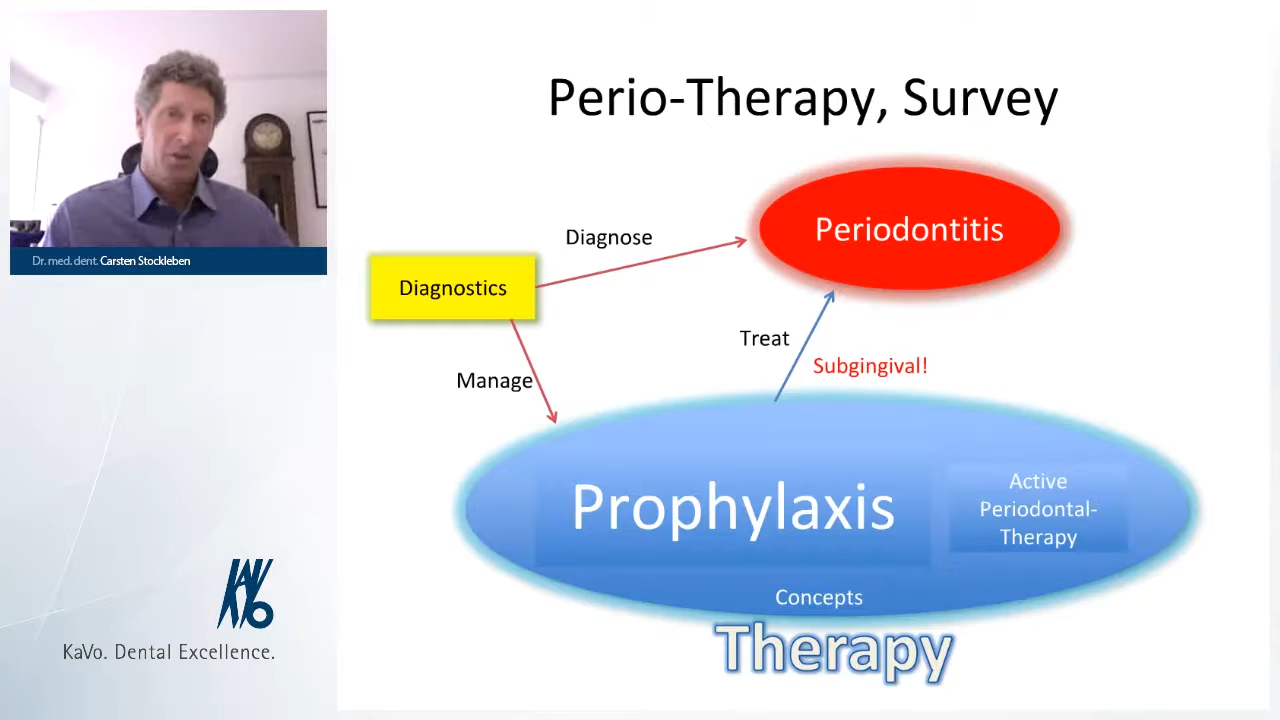 Perio-Therapy, Survey
Dr. med. dent. Carsten Stockleben
Diagnose
Periodontitis
Diagnostics
Treat
Subgingival!
Manage
Prophylaxis
Active
Periodontal-
Therapy
Concepts
Therapy
KAVO
KaVo. Dental Excellence.